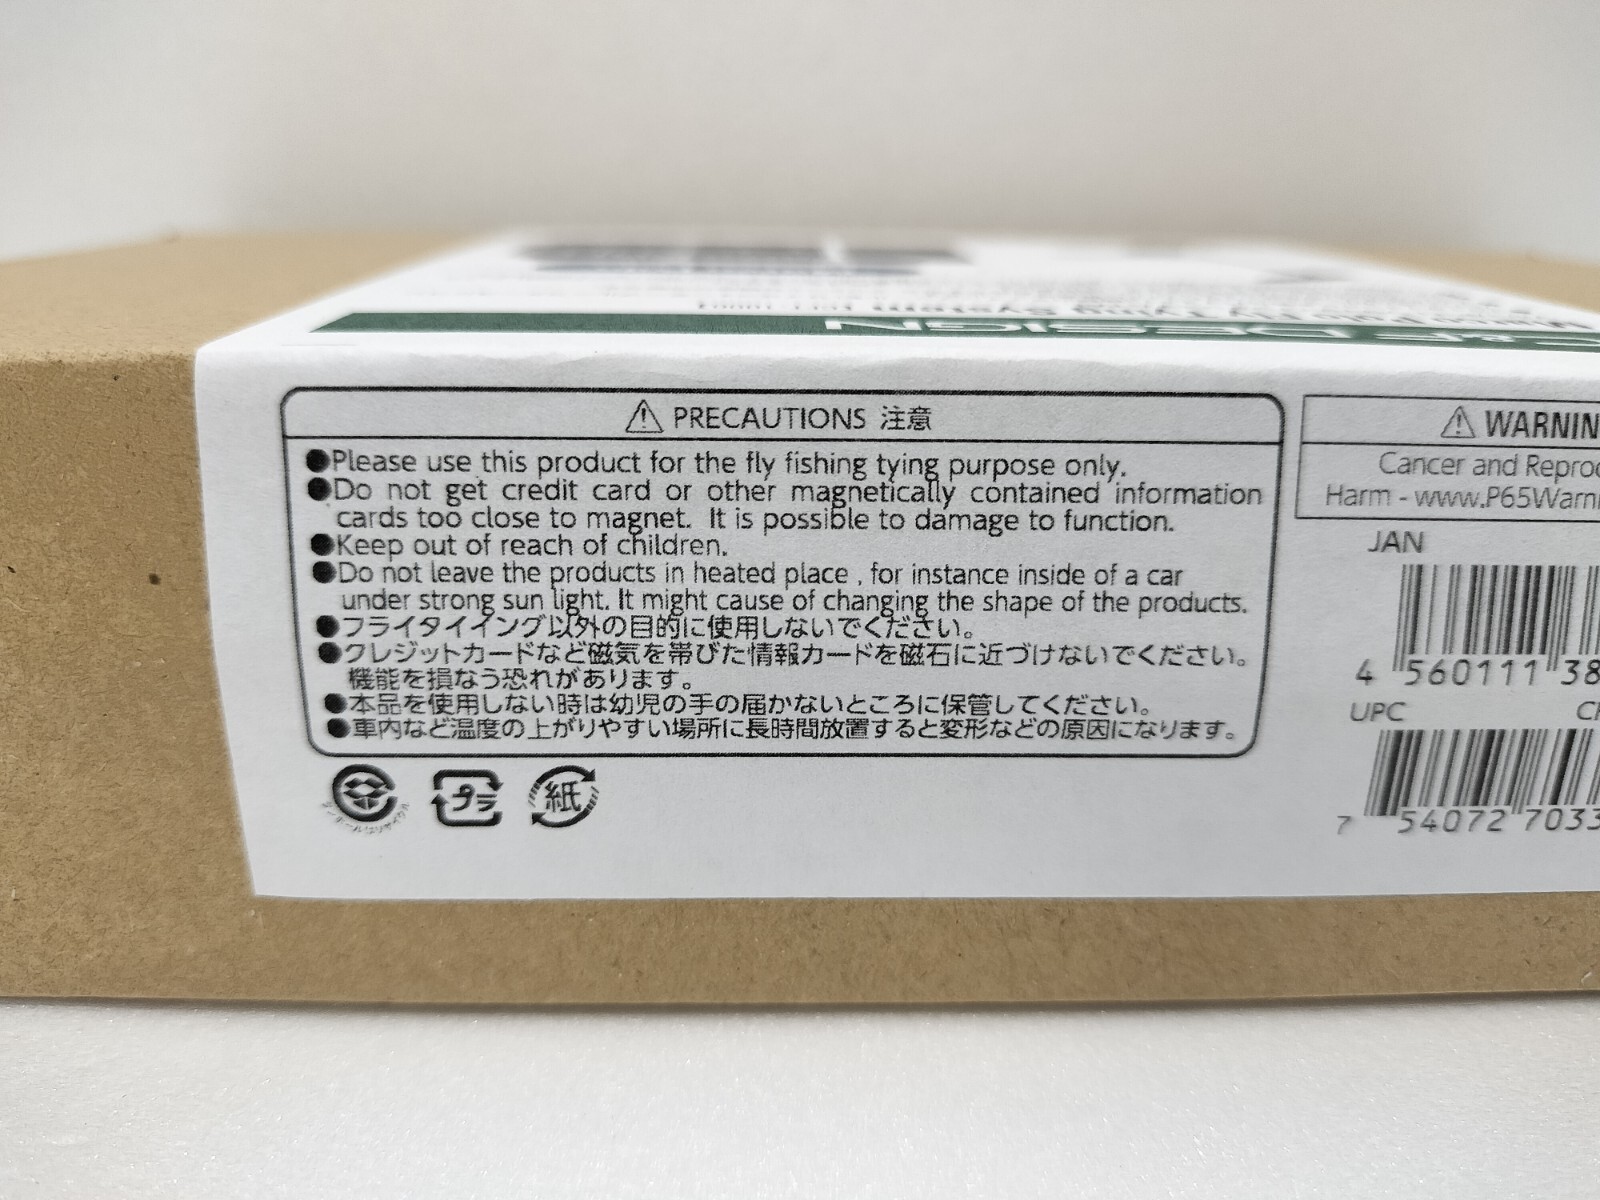 Fly Tying System
DESIGN
⚠ PRECAUTIONS 注意
●Please use this product for the fly fishing tying purpose only.
●Do not get credit card or other magnetically contained information
cards too close to magnet. It is possible to damage to function.
●Keep out of reach of children.
●Do not leave the products in heated place , for instance inside of a car
under strong sun light. It might cause of changing the shape of the products.
●フライタイイング以外の目的に使用しないでください。
●クレジットカードなど磁気を帯びた情報カードを磁石に近づけないでください。
機能を損なう恐れがあります。
●本品を使用しない時は幼児の手の届かないところに保管してください。
●車内など温度の上がりやすい場所に長時間放置すると変形などの原因になります。
プラ
紙
⚠ WARNIN
Cancer and Reproc
Harm - www.P65Warni
JAN
4 560111 38
UPC
7 54072 7033